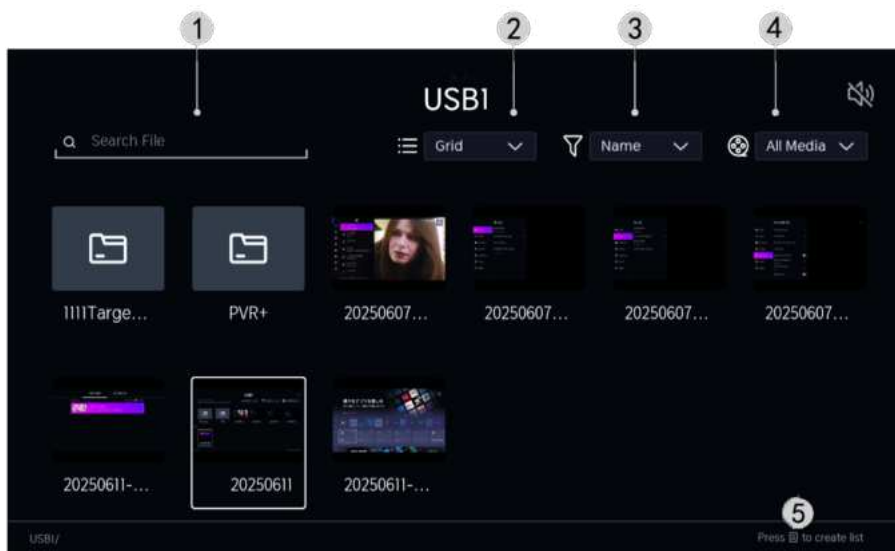 1 2 3 4
USB1
Search File Grid Name All Media
1111Targe... PVR+ 20250607... 20250607... 20250607... 20250607...
20250611-... 20250611 20250611-...
5
USB1/ Press to create list